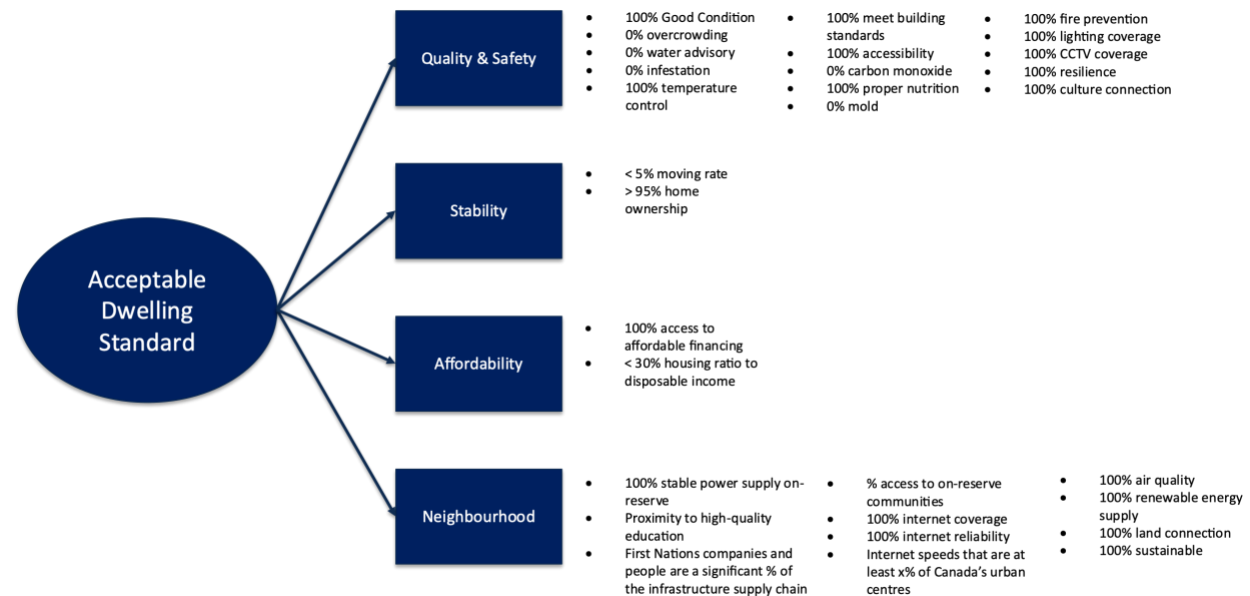 Acceptable
Dwelling
Standard
Quality & Safety
• 100% Good Condition
• 0% overcrowding
• 0% water advisory
• 0% infestation
• 100% temperature
control
• 100% meet building
standards
• 100% accessibility
• 0% carbon monoxide
• 100% proper nutrition
• 0% mold
• 100% fire prevention
• 100% lighting coverage
• 100% CCTV coverage
• 100% resilience
• 100% culture connection
Stability
• < 5% moving rate
• > 95% home
ownership
Affordability
• 100% access to
affordable financing
• < 30% housing ratio to
disposable income
Neighbourhood
• 100% stable power supply on-
reserve
• Proximity to high-quality
education
• First Nations companies and
people are a significant % of
the infrastructure supply chain
• % access to on-reserve
communities
• 100% internet coverage
• 100% internet reliability
• Internet speeds that are at
least x% of Canada's urban
centres
• 100% air quality
• 100% renewable energy
supply
• 100% land connection
• 100% sustainable